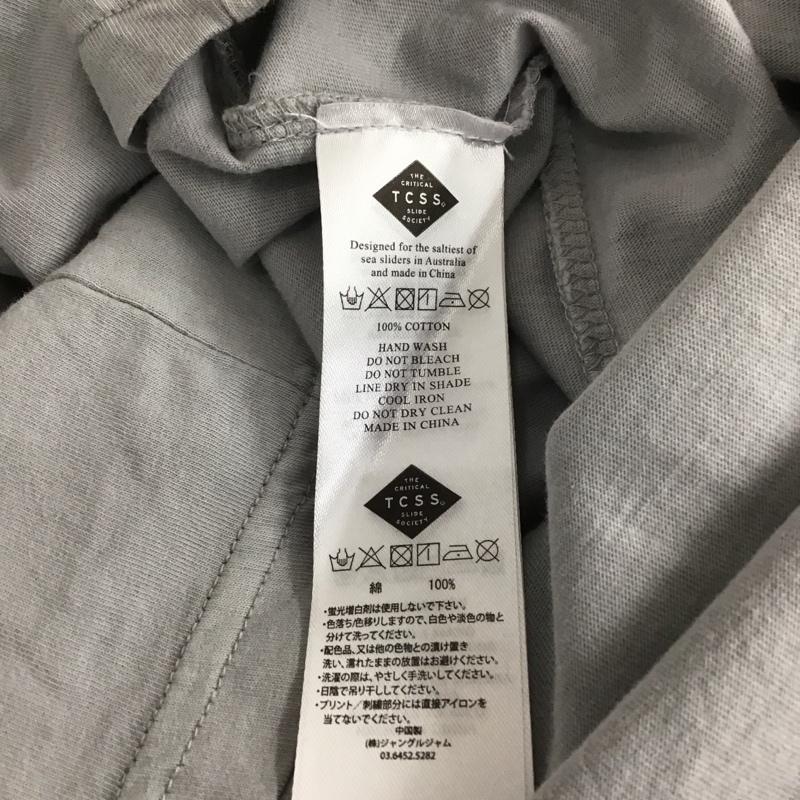 THE
CRITICAL
TCSS
SLIDE
SOCIETY
Designed for the saltiest of
sea sliders in Australia
and made in China
100% COTTON
HAND WASH
DO NOT BLEACH
DO NOT TUMBLE
LINE DRY IN SHADE
COOL IRON
DO NOT DRY CLEAN
MADE IN CHINA
THE
CRITICAL
TCSS
SLIDE
SOCIETY
綿 100%
・蛍光増白剤は使用しないで下さい。
・色落ち/色移りしますので、白色や淡色の物と
分けて洗ってください。
・配色品、又は他の色物との漬け置き
洗い、濡れたままの放置はお避けください。
・洗濯の際は、やさしく手洗いしてください。
・日陰で吊り干ししてください。
・プリント／刺繍部分には直接アイロンを
当てないでください。
中国製
(株)ジャングルジャム
03.6452.5282